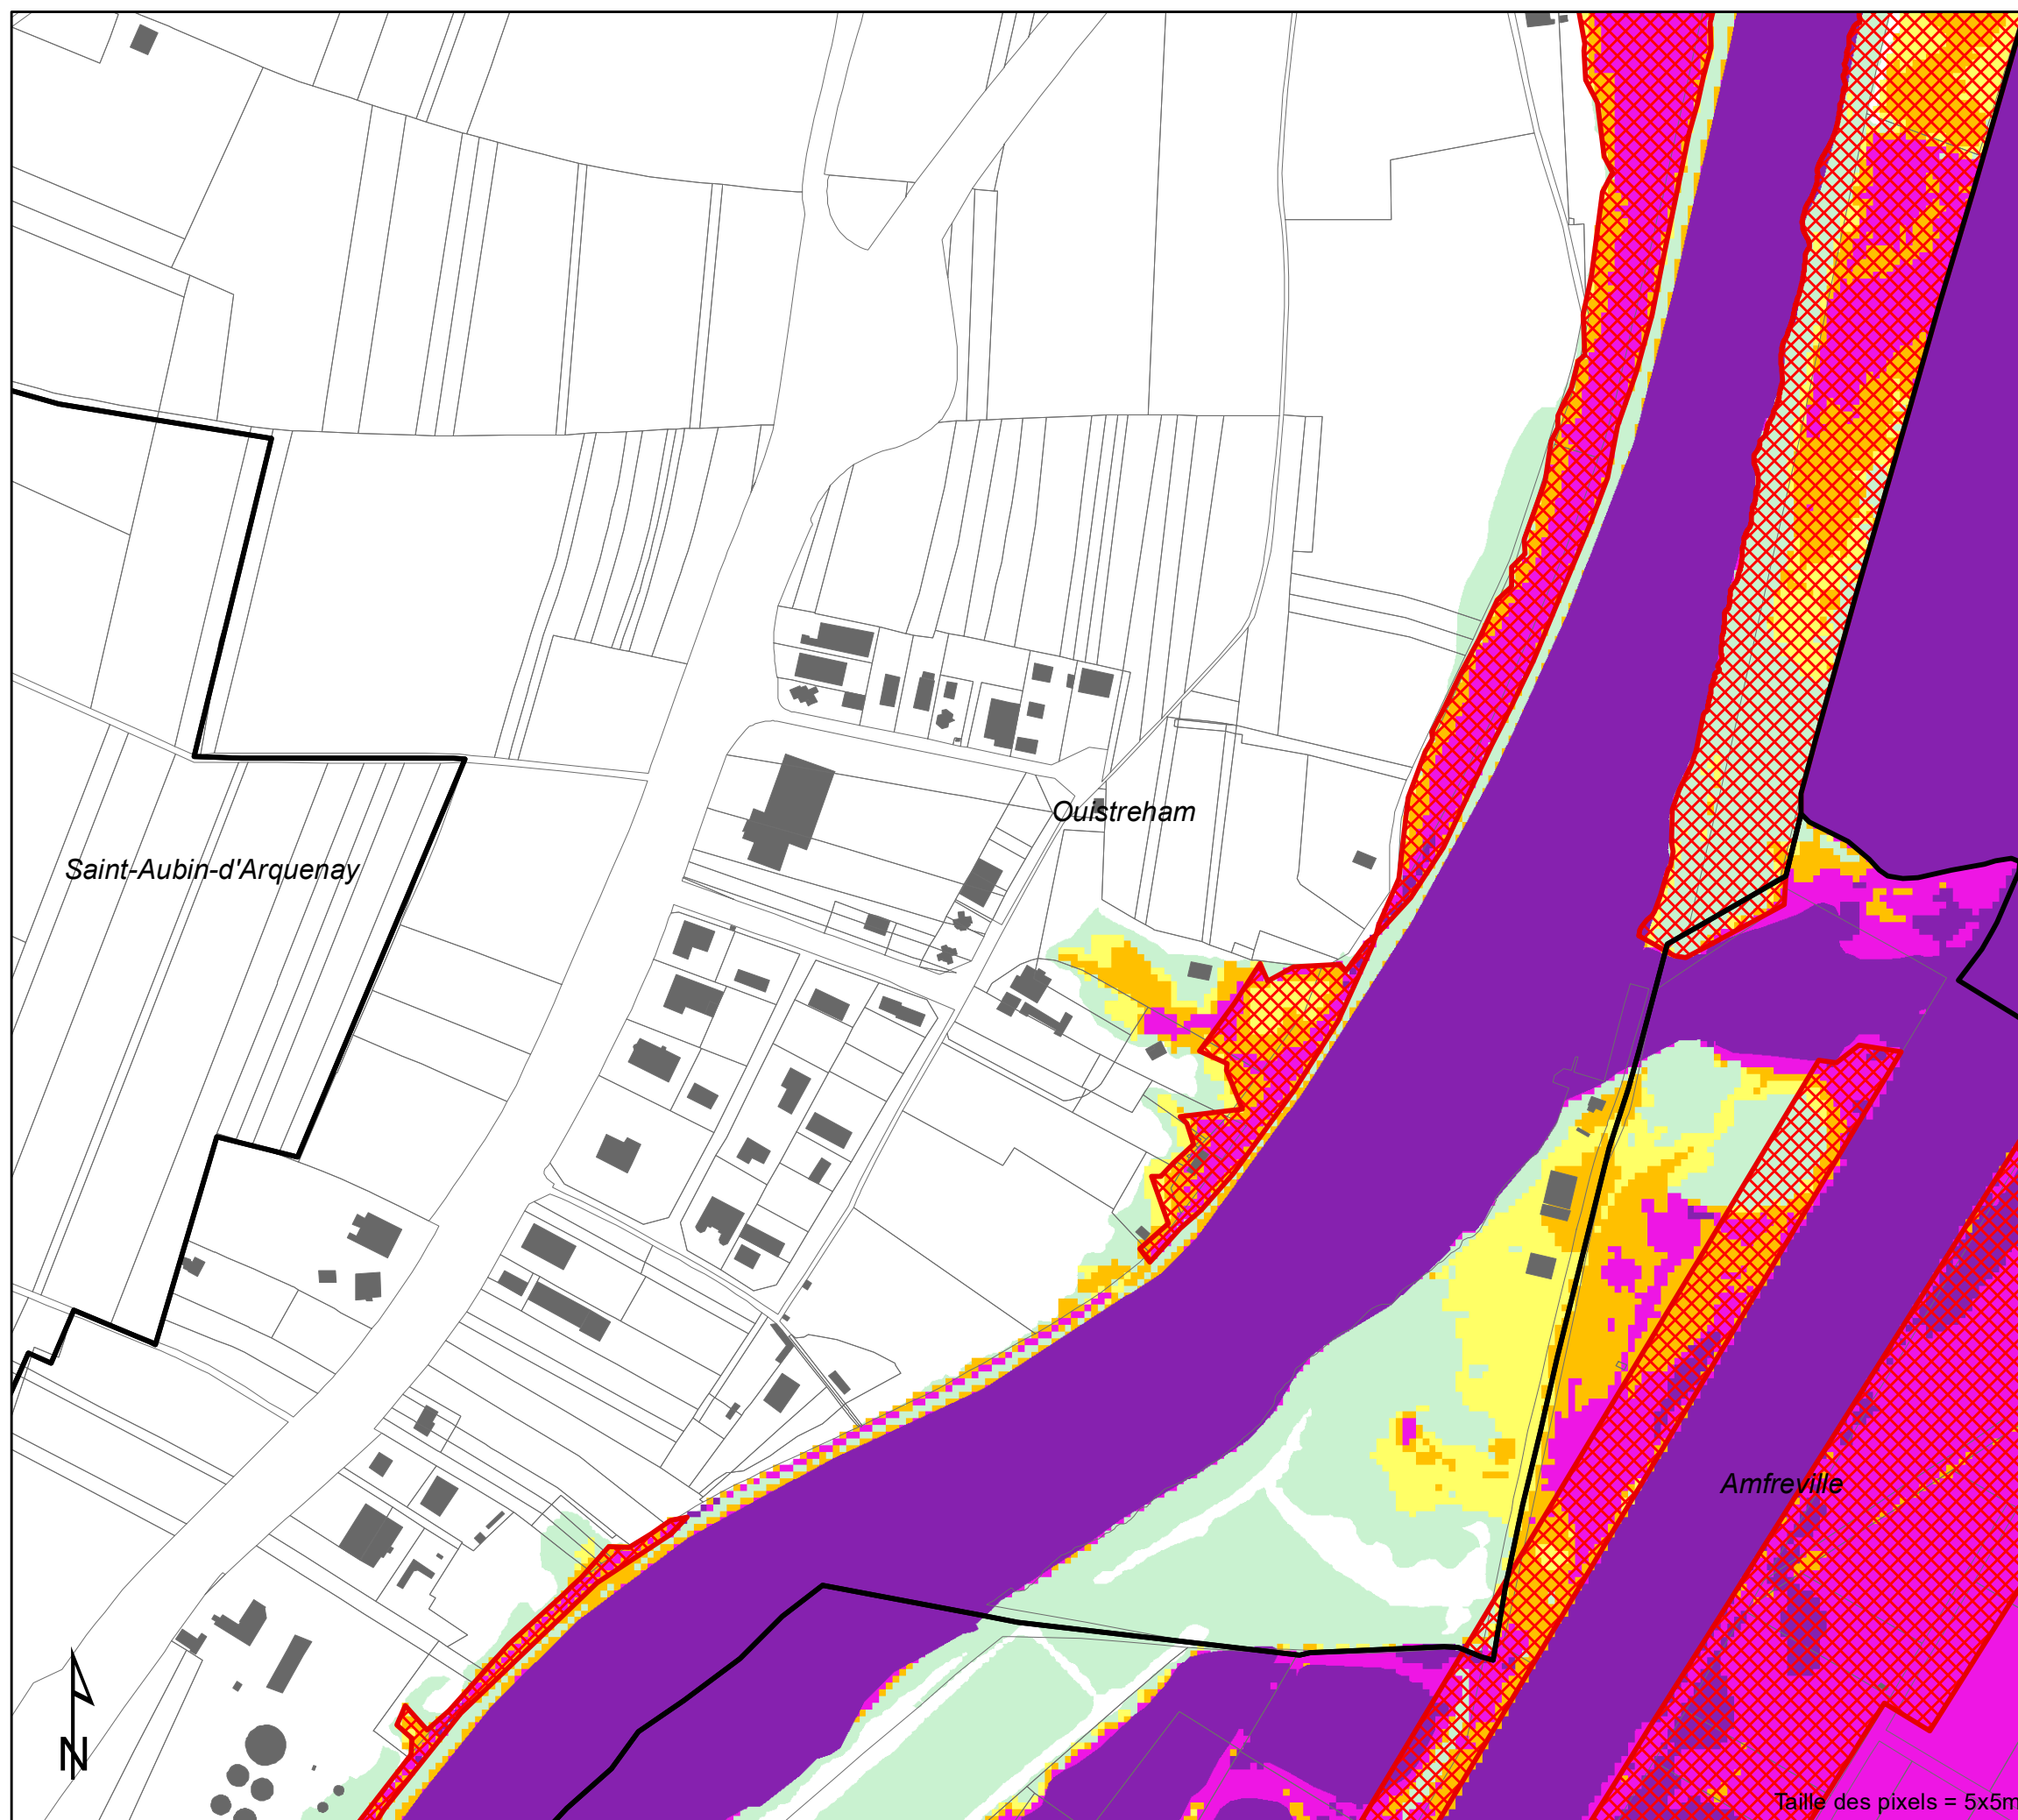 Ouistreham
Saint-Aubin-d'Arquenay
Amfreville
N
Taille des pixels = 5x5m